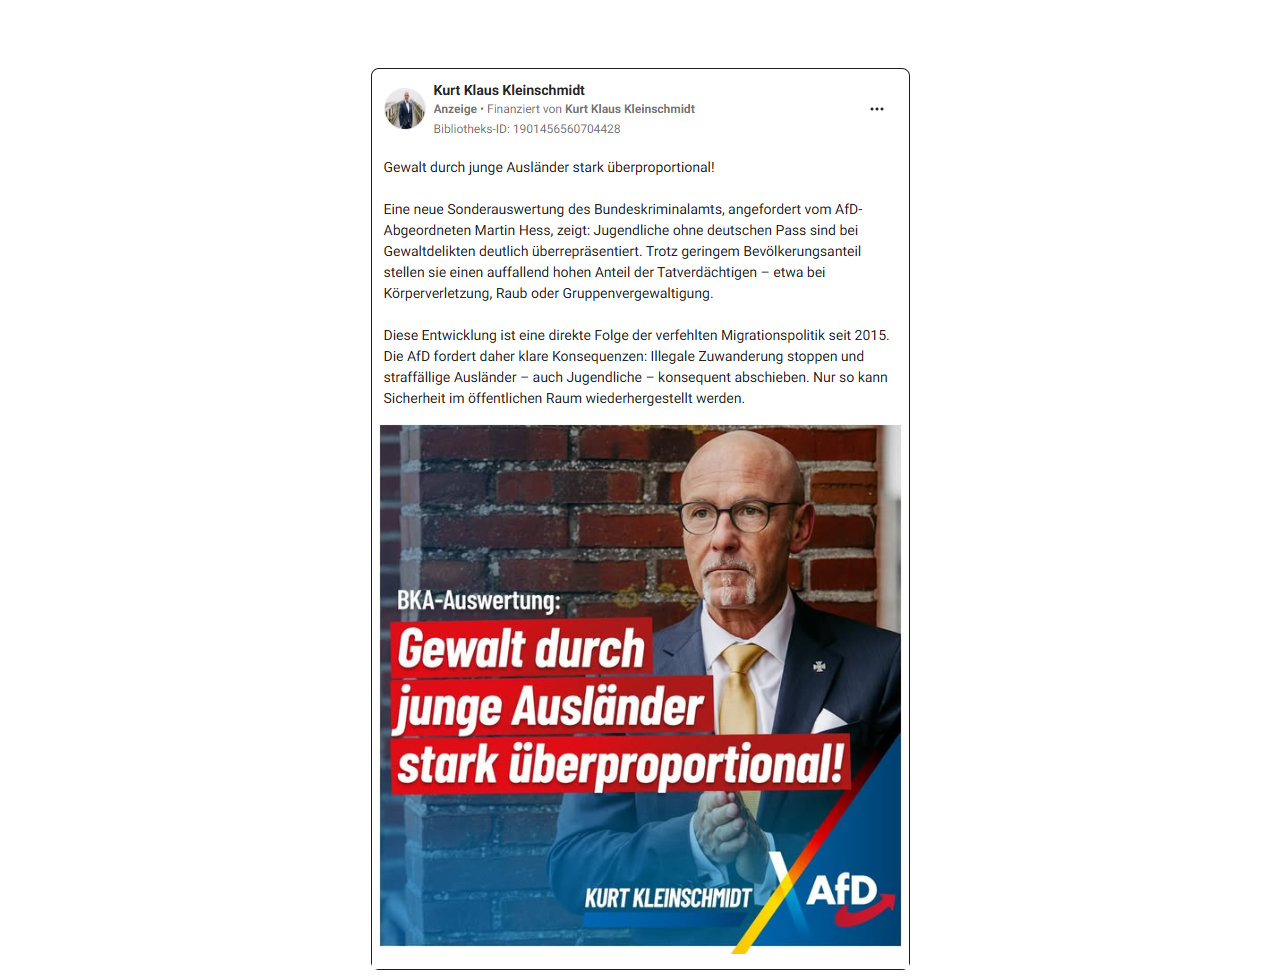 Kurt Klaus Kleinschmidt
Anzeige • Finanziert von Kurt Klaus Kleinschmidt
Bibliotheks-ID: 1901456560704428
Gewalt durch junge Ausländer stark überproportional!
Eine neue Sonderauswertung des Bundeskriminalamts, angefordert vom AfD-
Abgeordneten Martin Hess, zeigt: Jugendliche ohne deutschen Pass sind bei
Gewaltdelikten deutlich überrepräsentiert. Trotz geringem Bevölkerungsanteil
stellen sie einen auffallend hohen Anteil der Tatverdächtigen – etwa bei
Körperverletzung, Raub oder Gruppenvergewaltigung.
Diese Entwicklung ist eine direkte Folge der verfehlten Migrationspolitik seit 2015.
Die AfD fordert daher klare Konsequenzen: Illegale Zuwanderung stoppen und
straffällige Ausländer – auch Jugendliche – konsequent abschieben. Nur so kann
Sicherheit im öffentlichen Raum wiederhergestellt werden.
BKA-Auswertung:
Gewalt durch
junge Ausländer
stark überproportional!
KURT KLEINSCHMIDT
AfD